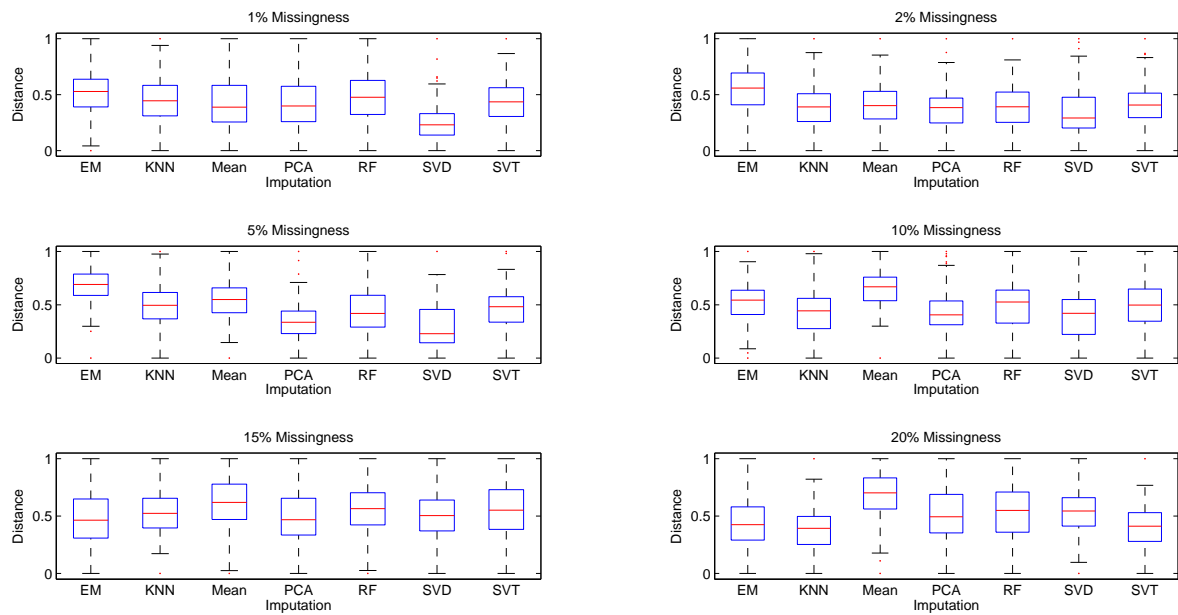 1% Missingness
1
0.5
0
Distance
EM KNN Mean PCA RF SVD SVT
Imputation
2% Missingness
1
0.5
0
Distance
EM KNN Mean PCA RF SVD SVT
Imputation
5% Missingness
1
0.5
0
Distance
EM KNN Mean PCA RF SVD SVT
Imputation
10% Missingness
1
0.5
0
Distance
EM KNN Mean PCA RF SVD SVT
Imputation
15% Missingness
1
0.5
0
Distance
EM KNN Mean PCA RF SVD SVT
Imputation
20% Missingness
1
0.5
0
Distance
EM KNN Mean PCA RF SVD SVT
Imputation